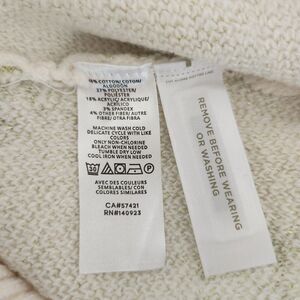 COTTON/COTON/
ALGODÓN
POLYESTER/
POLIÉSTER
ACRYLIC/ACRYLIQUE/
ACRÍLICO
3% SPANDEX
4% OTHER FIBER/ AUTRE
FIBRE/ OTRA FIBRA
MACHINE WASH COLD
DELICATE CYCLE WITH LIKE
COLORS
ONLY NON-CHLORINE
BLEACH WHEN NEEDED
TUMBLE DRY LOW
COOL IRON WHEN NEEDED
30
AVEC DES COULEURS
SEMBLABLES/ CON
COLORES SIMILARES
CA#57421
RN#140923
REMOVE BEFORE WEARING
OR WASHING